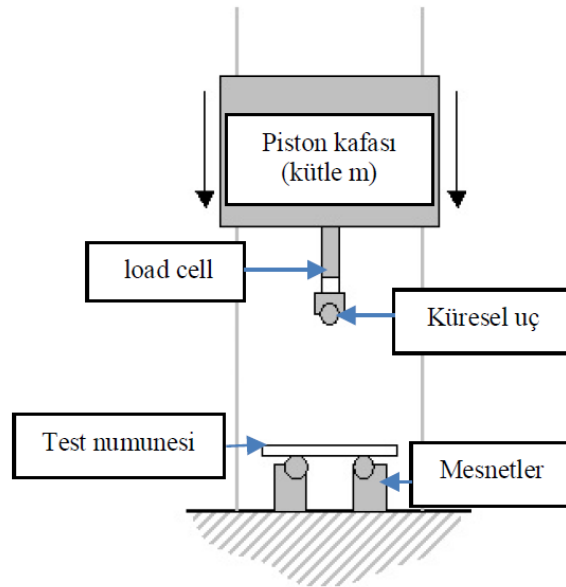 Piston kafası
(kütle m)
load cell
Küresel uç
Test numunesi
Mesnetler